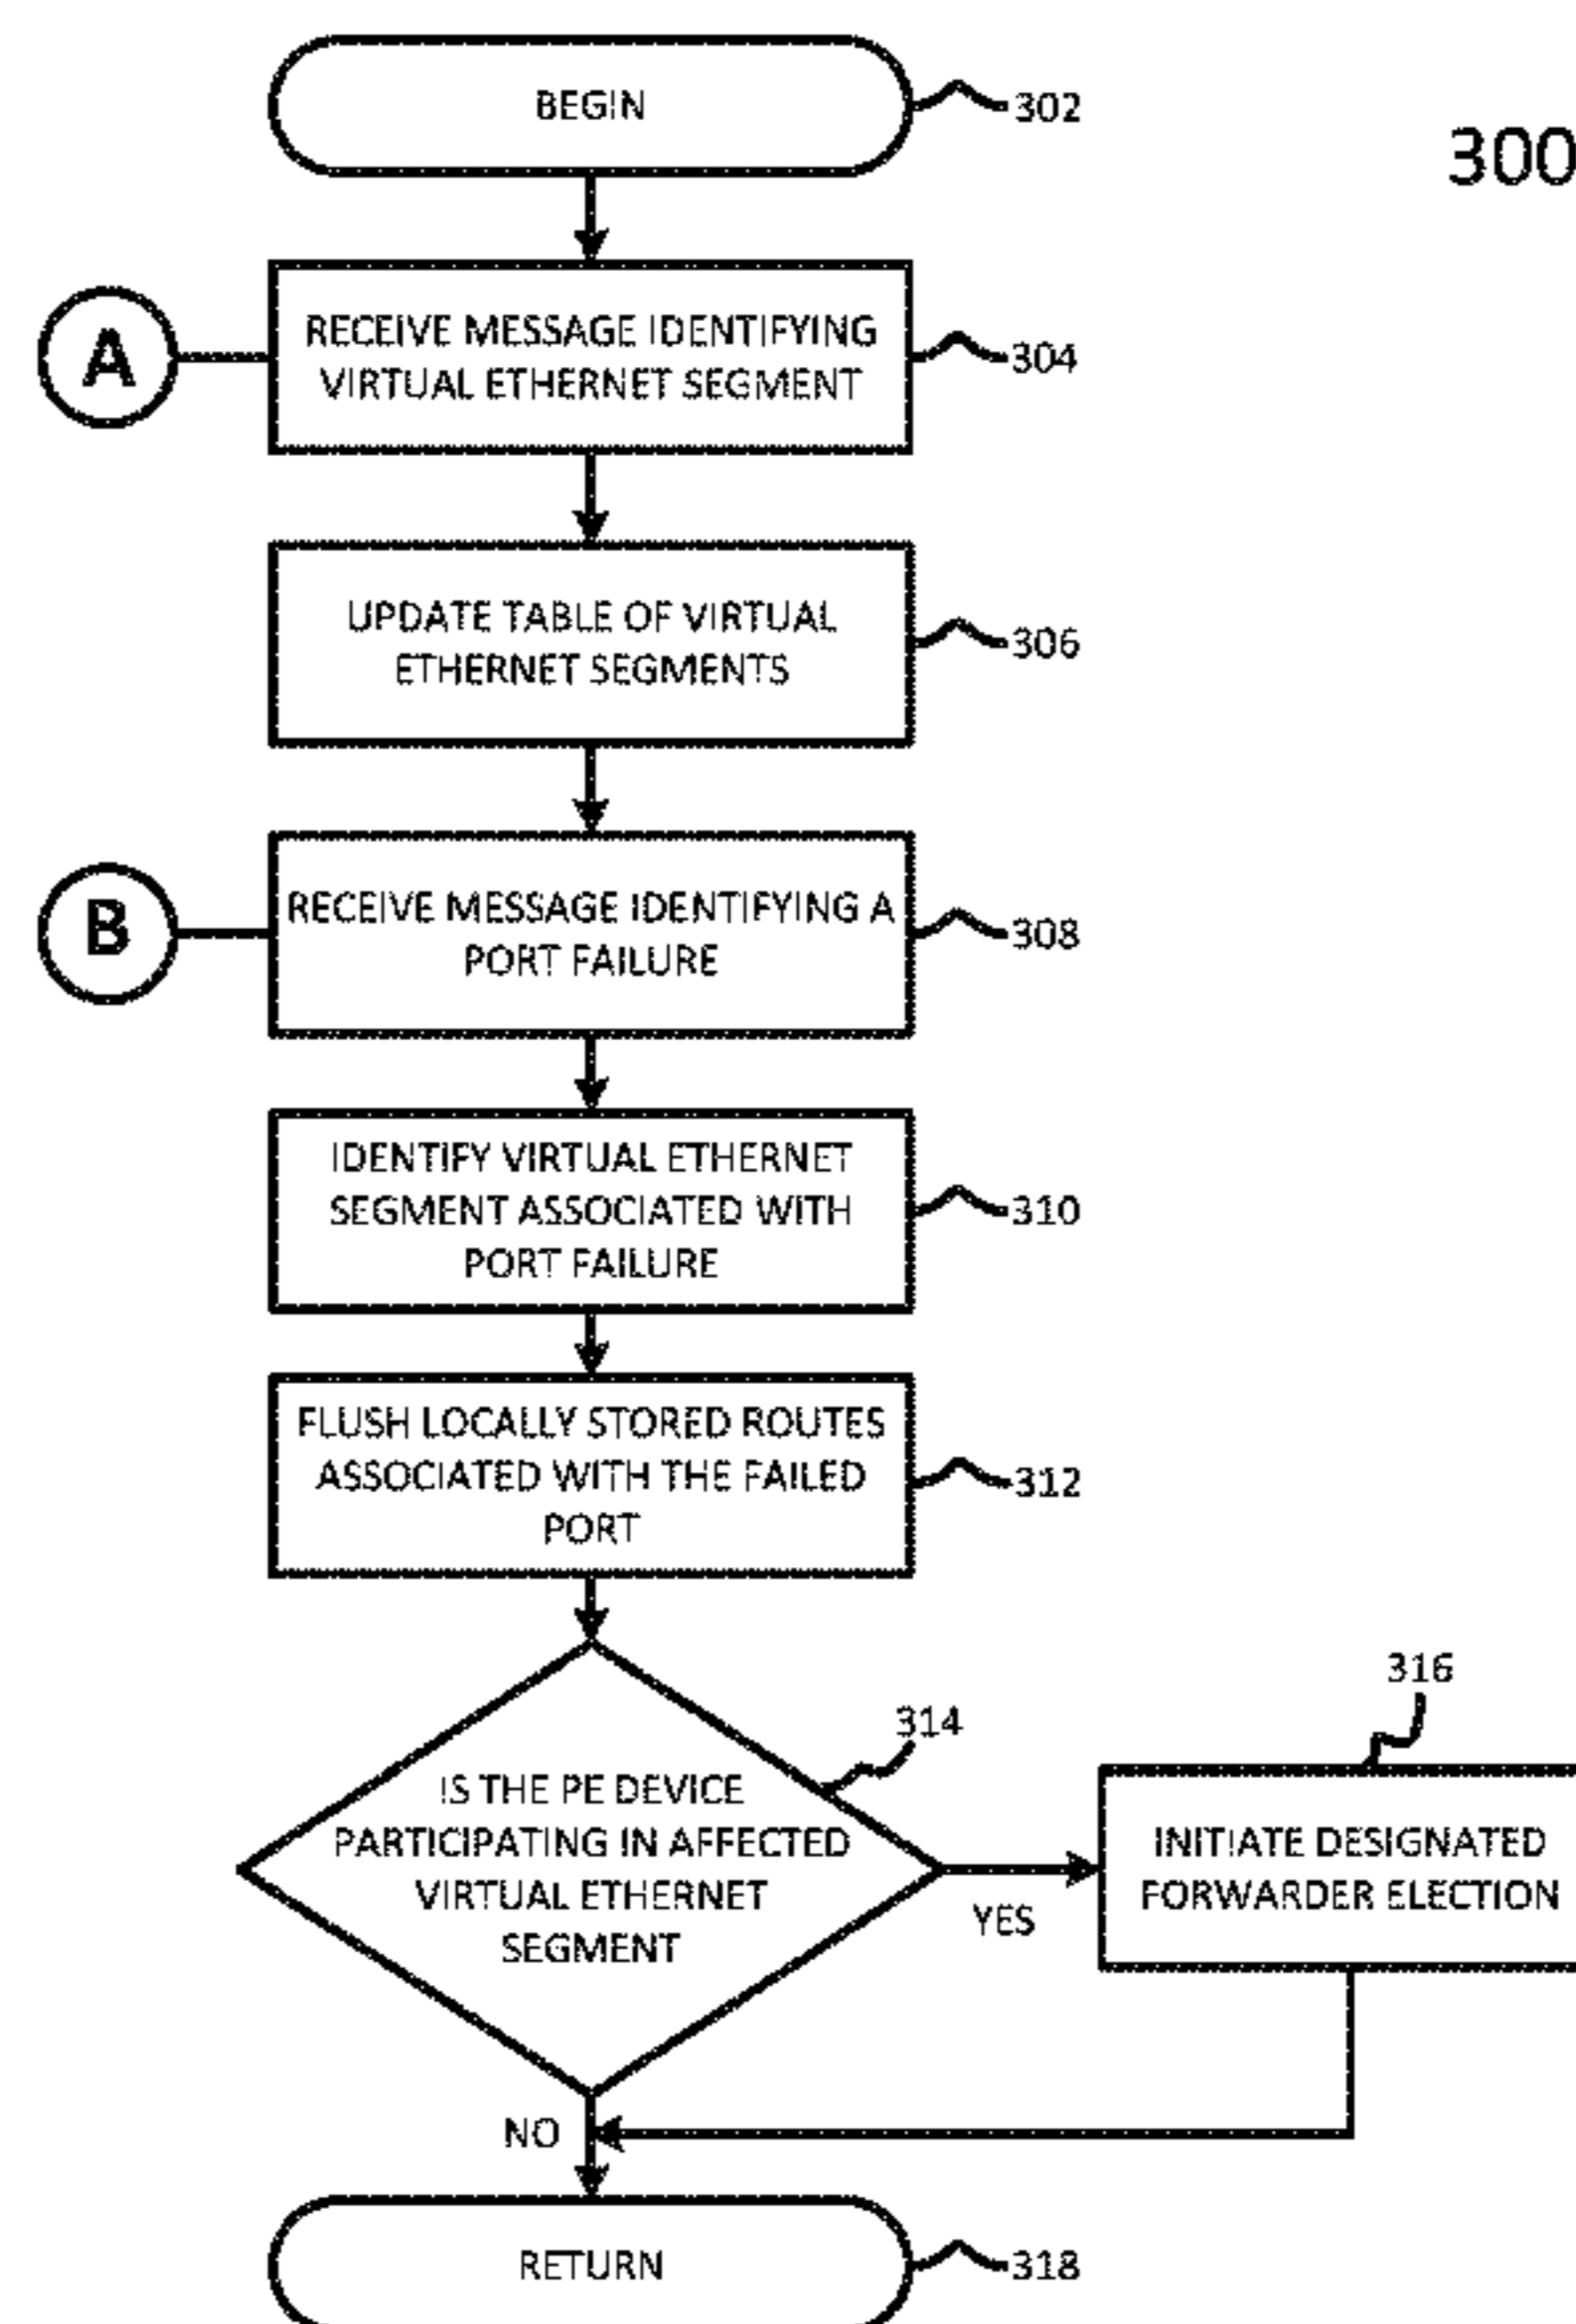 BEGIN
302
300
A
RECEIVE MESSAGE IDENTIFYING
VIRTUAL ETHERNET SEGMENT
304
UPDATE TABLE OF VIRTUAL
ETHERNET SEGMENTS
306
B
RECEIVE MESSAGE IDENTIFYING A
PORT FAILURE
308
IDENTIFY VIRTUAL ETHERNET
SEGMENT ASSOCIATED WITH
PORT FAILURE
310
FLUSH LOCALLY STORED ROUTES
ASSOCIATED WITH THE FAILED
PORT
312
314
IS THE PE DEVICE
PARTICIPATING IN AFFECTED
VIRTUAL ETHERNET
SEGMENT
YES
316
INITIATE DESIGNATED
FORWARDER ELECTION
NO
RETURN
318